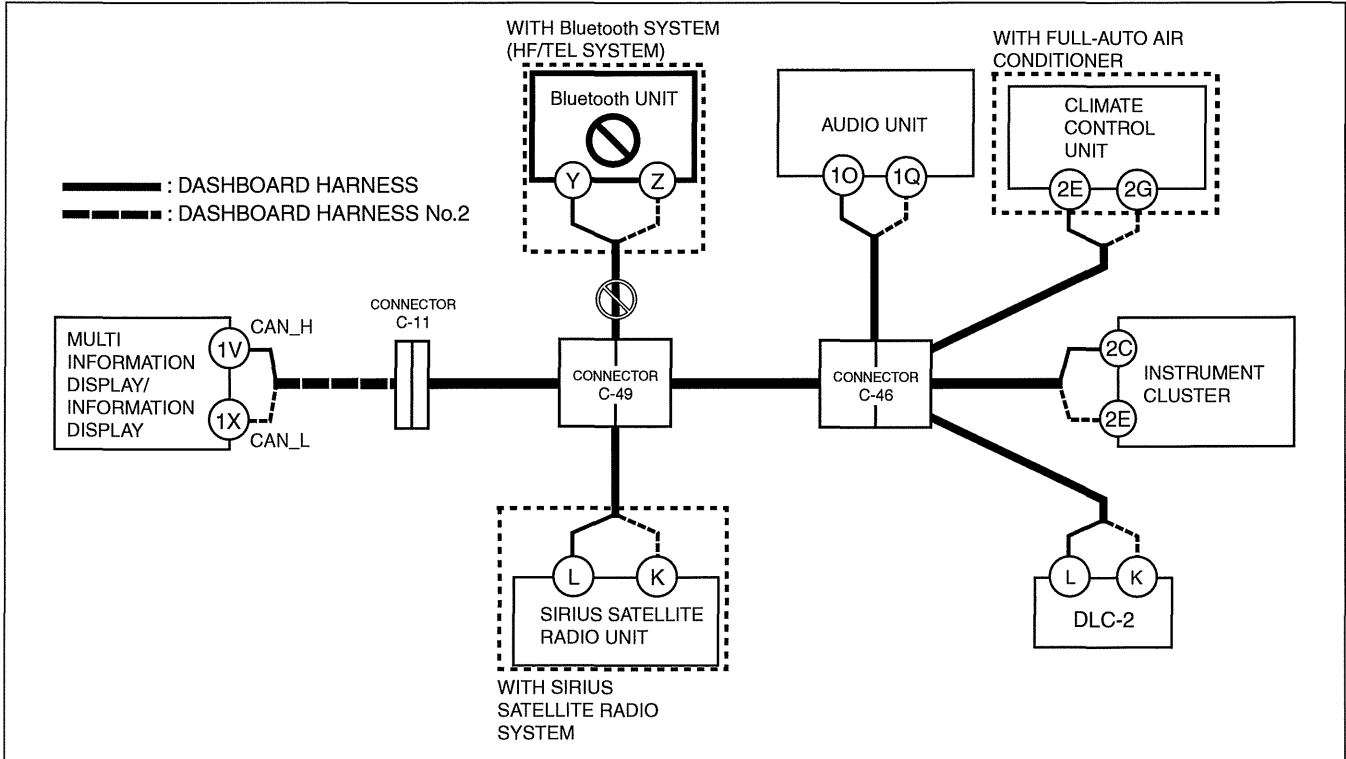 WITH Bluetooth SYSTEM
(HF/TEL SYSTEM)
Bluetooth UNIT
Y
Z
AUDIO UNIT
1O
1Q
WITH FULL-AUTO AIR
CONDITIONER
CLIMATE
CONTROL
UNIT
2E
2G
: DASHBOARD HARNESS
: DASHBOARD HARNESS No.2
MULTI
INFORMATION
DISPLAY/
INFORMATION
DISPLAY
1V
CAN_H
1X
CAN_L
CONNECTOR
C-11
CONNECTOR
C-49
CONNECTOR
C-46
2C
2E
INSTRUMENT
CLUSTER
L
K
SIRIUS SATELLITE
RADIO UNIT
WITH SIRIUS
SATELLITE RADIO
SYSTEM
L
K
DLC-2